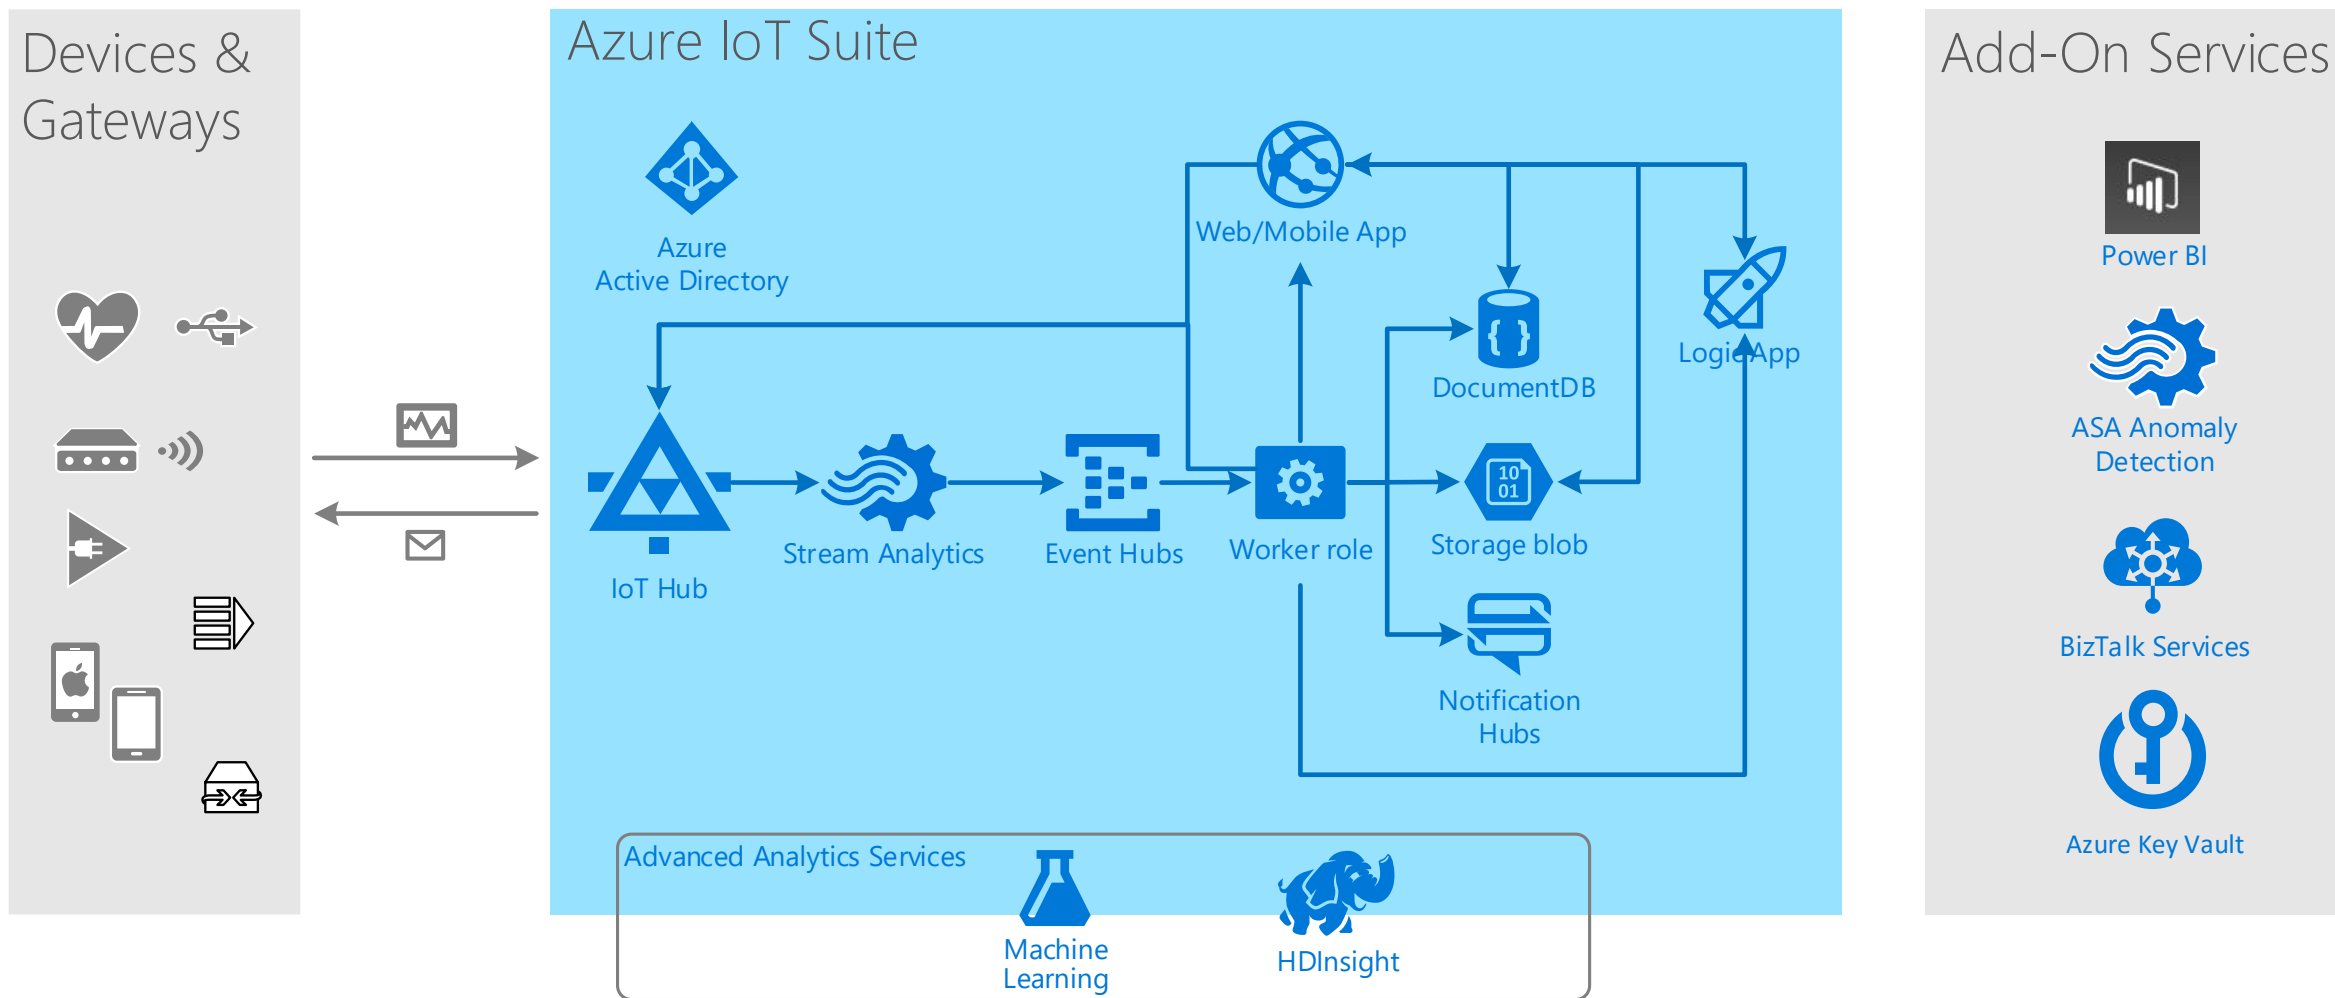 Devices &
Gateways
Azure IoT Suite
Add-On Services
Azure
Active Directory
Web/Mobile App
Power BI
Logic App
DocumentDB
ASA Anomaly
Detection
10
01
IoT Hub
Stream Analytics
Event Hubs
Worker role
Storage blob
BizTalk Services
Notification
Hubs
Azure Key Vault
Advanced Analytics Services
Machine
Learning
HDInsight